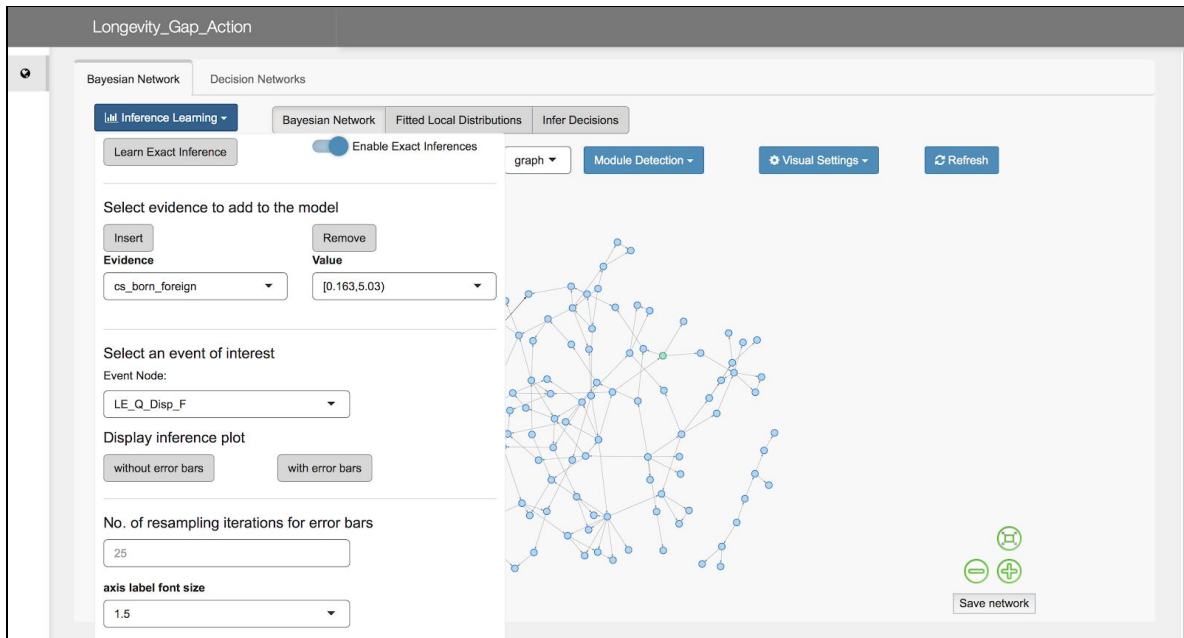 Longevity_Gap_Action
Bayesian Network Decision Networks
Inference Learning Bayesian Network Fitted Local Distributions Infer Decisions
Learn Exact Inference Enable Exact Inferences graph Module Detection Visual Settings Refresh
Select evidence to add to the model
Insert Remove
Evidence Value
cs_born_foreign [0.163,5.03)
Select an event of interest
Event Node:
LE_Q_Disp_F
Display inference plot
without error bars with error bars
No. of resampling iterations for error bars
25
axis label font size
1.5
Save network